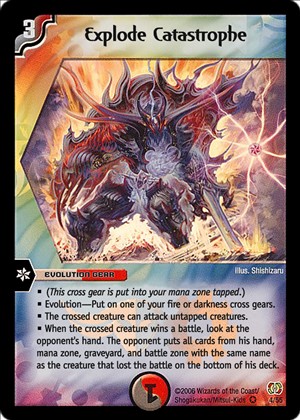 3
Explode Catastrophe
Illus. Shishizaru
EVOLUTION GEAR
▪ (This cross gear is put into your mana zone tapped.)
▪ Evolution—Put on one of your fire or darkness cross gears.
▪ The crossed creature can attack untapped creatures.
▪ When the crossed creature wins a battle, look at the
opponent's hand. The opponent puts all cards from his hand,
mana zone, graveyard, and battle zone with the same name
as the creature that lost the battle on the bottom of his deck.
©2006 Wizards of the Coast/
Shogakukan/Mitsui-Kids
4/55
1